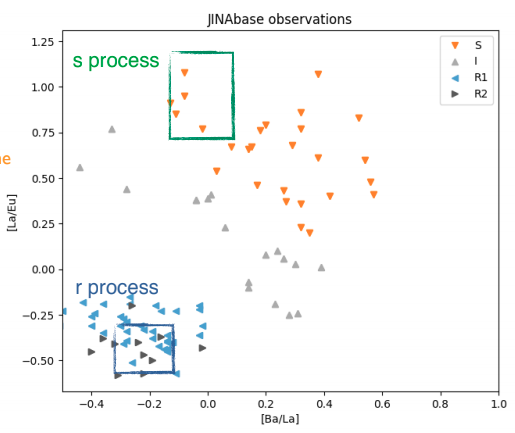 JINAbase observations
s process
S
I
R1
R2
ne
r process
[La/Eu]
1.25
1.00
0.75
0.50
0.25
0.00
−0.25
−0.50
−0.4 −0.2 0.0 0.2 0.4 0.6 0.8 1.0
[Ba/La]